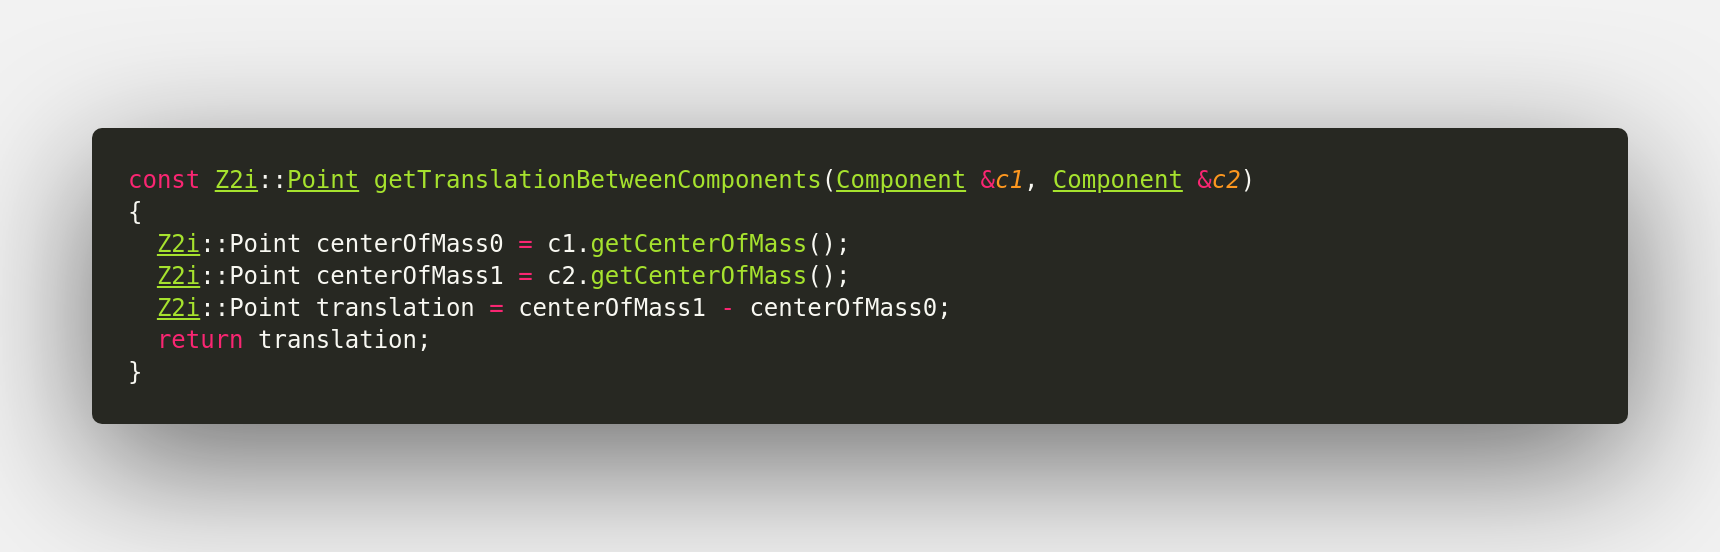 const Z2i::Point getTranslationBetweenComponents(Component &c1, Component &c2)
{
  Z2i::Point centerOfMass0 = c1.getCenterOfMass();
  Z2i::Point centerOfMass1 = c2.getCenterOfMass();
  Z2i::Point translation = centerOfMass1 - centerOfMass0;
  return translation;
}